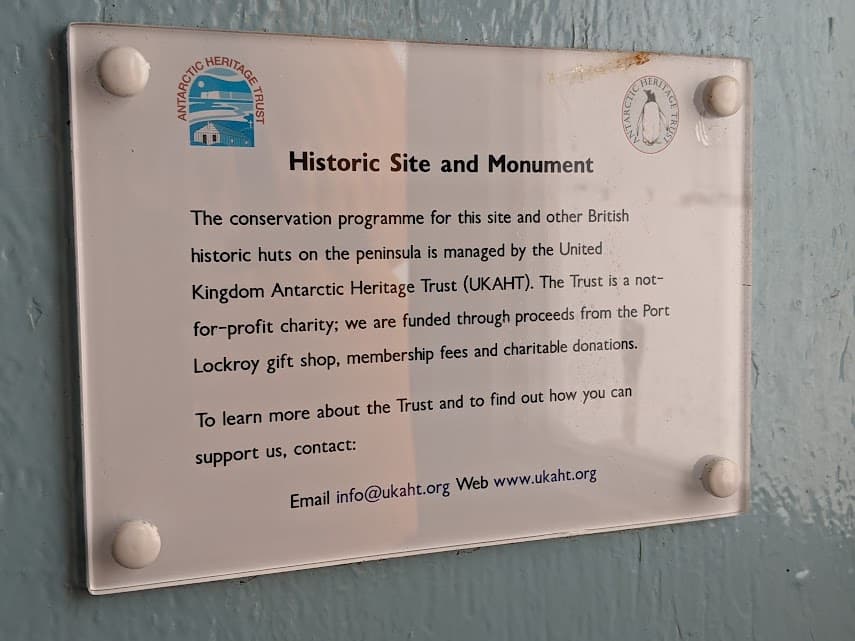 ANTARCTIC HERITAGE TRUST
ANTARCTIC HERITAGE TRUST
Historic Site and Monument
The conservation programme for this site and other British
historic huts on the peninsula is managed by the United
Kingdom Antarctic Heritage Trust (UKAHT). The Trust is a not-
for-profit charity; we are funded through proceeds from the Port
Lockroy gift shop, membership fees and charitable donations.
To learn more about the Trust and to find out how you can
support us, contact:
Email info@ukaht.org Web www.ukaht.org